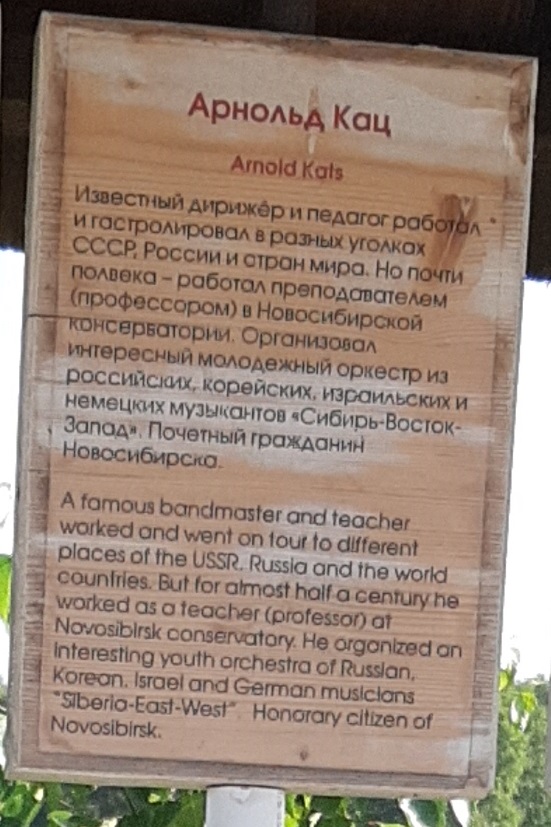 Арнольд Кац
Arnold Kats
Известный дирижёр и педагог работал
и гастролировал в разных уголках
СССР, России и стран мира. Но почти
полвека – работал преподавателем
(профессором) в Новосибирской
консерватории. Организовал
интересный молодежный оркестр из
российских, корейских, израильских и
немецких музыкантов «Сибирь-Восток-
Запад». Почетный гражданин
Новосибирска.
A famous bandmaster and teacher
worked and went on tour to different
places of the USSR, Russia and the world
countries. But for almost half a century he
worked as a teacher (professor) at
Novosibirsk conservatory. He organized an
interesting youth orchestra of Russian,
Korean, Israel and German musicians
"Siberia-East-West". Honorary citizen of
Novosibirsk.